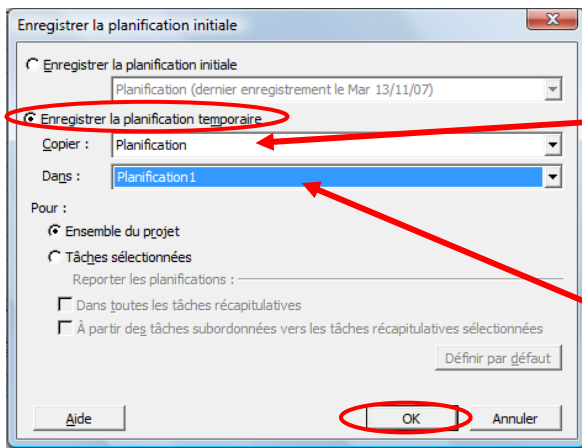 Enregistrer la planification initiale
Enregistrer la planification initiale
Planification (dernier enregistrement le Mar 13/11/07)
Enregistrer la planification temporaire
Copier : Planification
Dans : Planification1
Pour :
Ensemble du projet
Tâches sélectionnées
Reporter les planifications :
Dans toutes les tâches récapitulatives
À partir des tâches subordonnées vers les tâches récapitulatives sélectionnées
Définir par défaut
Aide OK Annuler